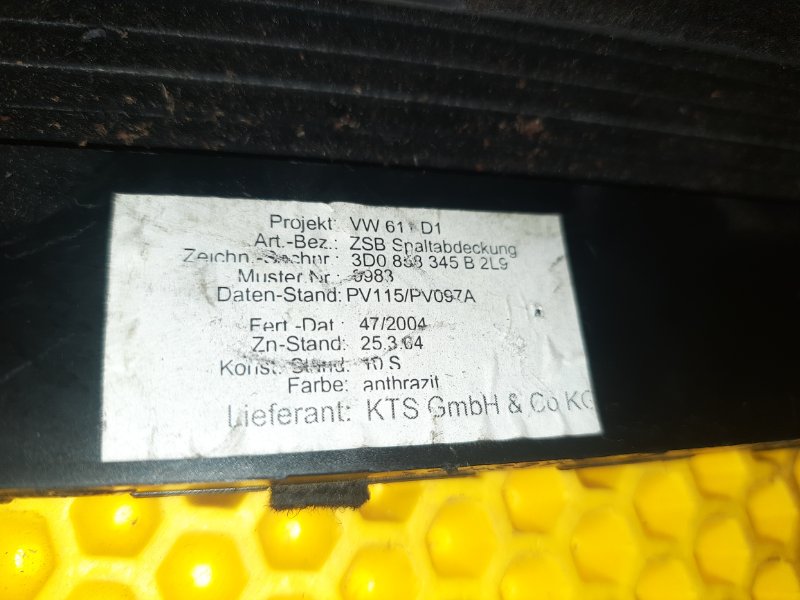 Projekt: VW 611 D1
Art.-Bez.: ZSB Spaltabdeckung
Zeichn.-Sachnr.: 3D0 858 345 B 2L9
Muster Nr.: 983
Daten-Stand: PV115/PV097A
Fert.-Dat.: 47/2004
Zn-Stand: 25.3.04
Konst. Stand: 10 S
Farbe: anthrazit
Lieferant: KTS GmbH & Co KG